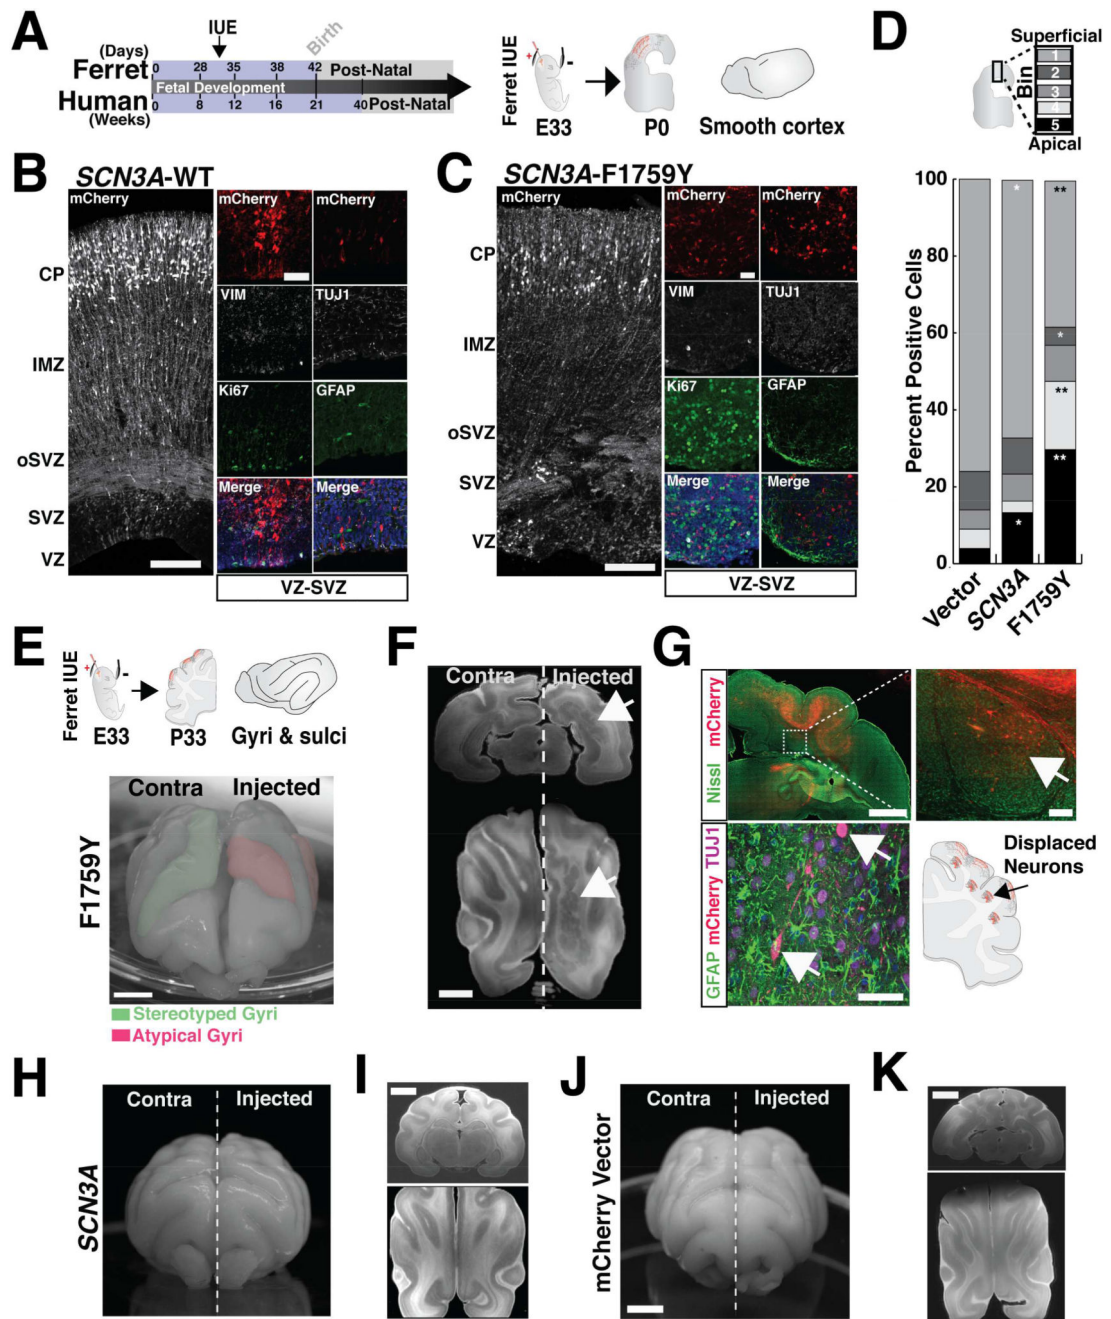 A
IUE
(Days)
Birth
Ferret
0 28 35 38 42 Post-Natal
Fetal Development
Human
0 8 12 16 21 40 Post-Natal
(Weeks)
Ferret IUE
+ -
E33
P0
Smooth cortex
B
SCN3A-WT
mCherry
mCherry
mCherry
CP
VIM
TUJ1
IMZ
Ki67
GFAP
oSVZ
Merge
Merge
SVZ
VZ
VZ-SVZ
C
SCN3A-F1759Y
mCherry
mCherry
mCherry
CP
VIM
TUJ1
IMZ
Ki67
GFAP
oSVZ
SVZ
Merge
Merge
VZ
VZ-SVZ
D
Superficial
Bin
1
2
3
4
5
Apical
Percent Positive Cells
100
80
60
40
20
0
*
*
**
*
**
**
Vector
SCN3A
F1759Y
E
Ferret IUE
+ -
E33
P33
Gyri & sulci
F1759Y
Contra Injected
Stereotyped Gyri
Atypical Gyri
F
Contra Injected
G
Nissl mCherry
GFAP mCherry TUJ1
Displaced
Neurons
H
SCN3A
Contra Injected
I
J
mCherry Vector
Contra Injected
K